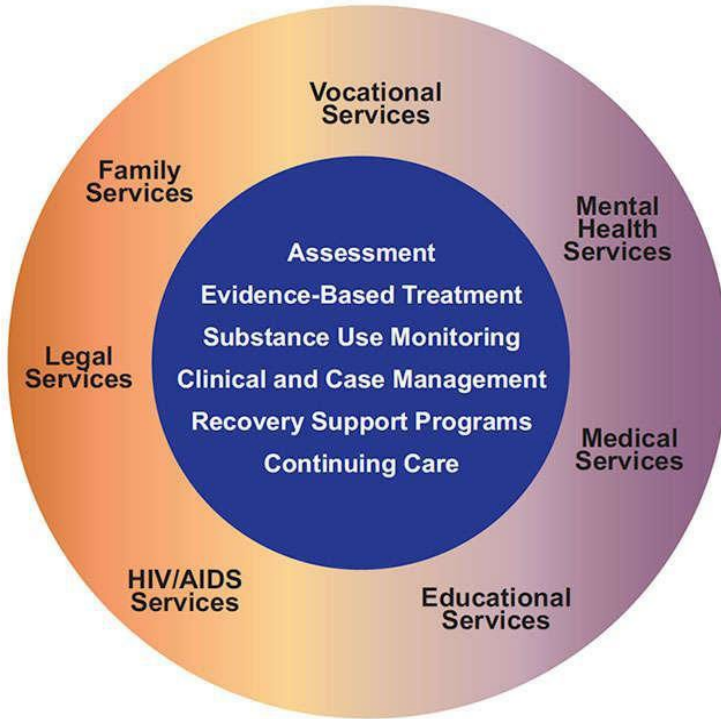 Vocational
Services
Family
Services
Mental
Health
Services
Assessment
Evidence-Based Treatment
Substance Use Monitoring
Clinical and Case Management
Recovery Support Programs
Continuing Care
Legal
Services
Medical
Services
HIV/AIDS
Services
Educational
Services